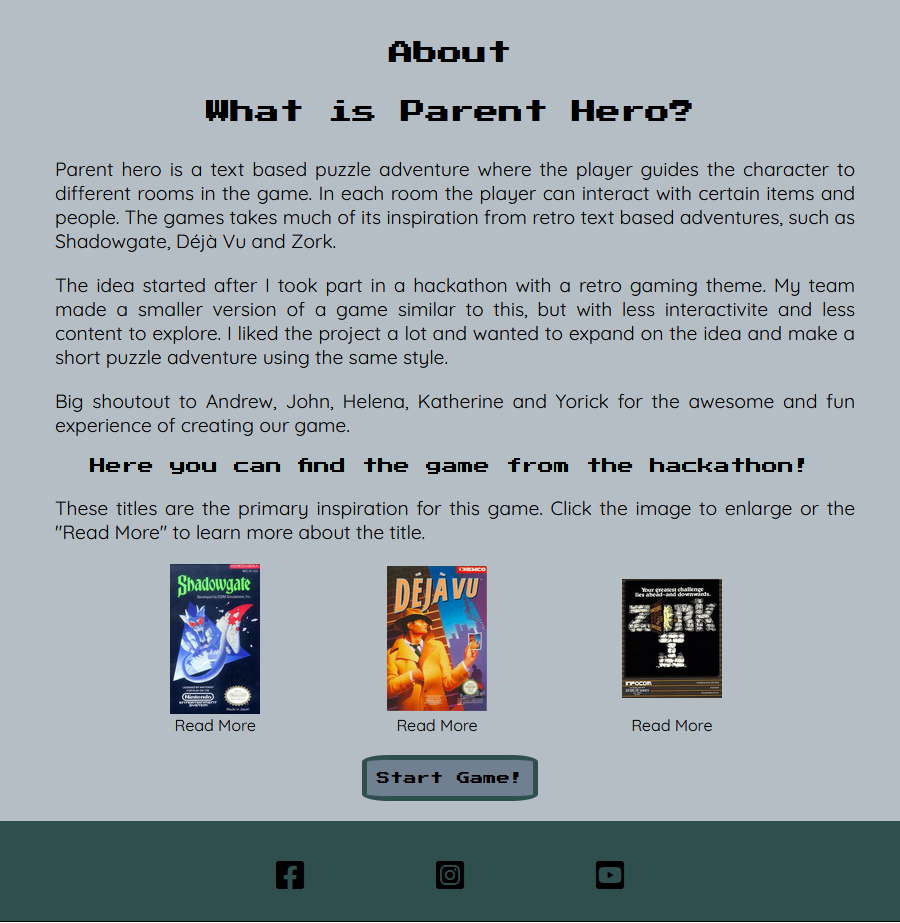 About
What is Parent Hero?
Parent hero is a text based puzzle adventure where the player guides the character to
different rooms in the game. In each room the player can interact with certain items and
people. The games takes much of its inspiration from retro text based adventures, such as
Shadowgate, Déjà Vu and Zork.
The idea started after I took part in a hackathon with a retro gaming theme. My team
made a smaller version of a game similar to this, but with less interactivite and less
content to explore. I liked the project a lot and wanted to expand on the idea and make a
short puzzle adventure using the same style.
Big shoutout to Andrew, John, Helena, Katherine and Yorick for the awesome and fun
experience of creating our game.
Here you can find the game from the hackathon!
These titles are the primary inspiration for this game. Click the image to enlarge or the
"Read More" to learn more about the title.
Shadowgate
Nintendo
ENTERTAINMENT
SYSTEM
KEMCO
DÉJÀ VU
Your greatest challenge
lies ahead—and downwards.
ZORK
I
INFOCOM
Read More
Read More
Read More
Start Game!